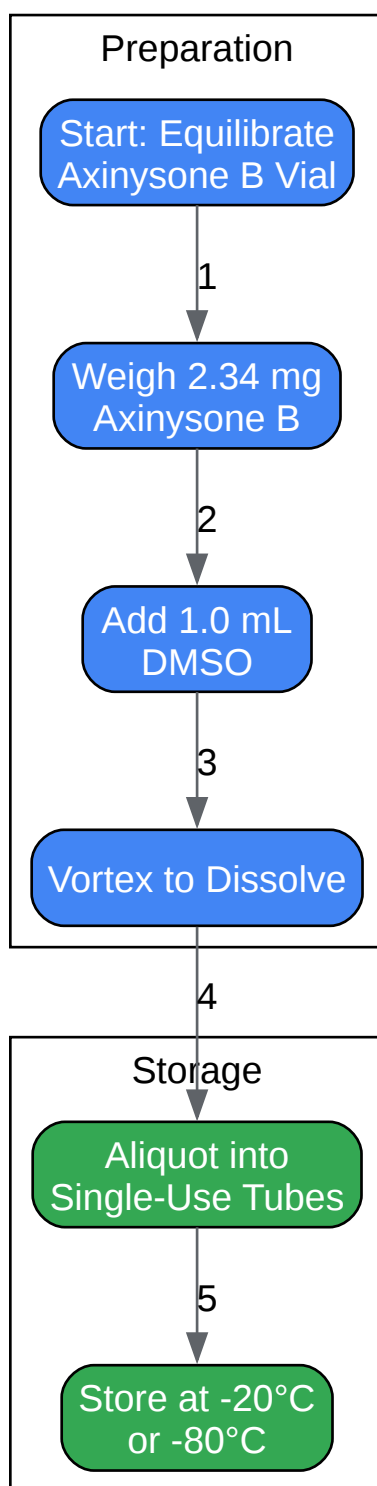 Preparation
Start: Equilibrate
Axinysone B Vial
1
Weigh 2.34 mg
Axinysone B
2
Add 1.0 mL
DMSO
3
Vortex to Dissolve
4
Storage
Aliquot into
Single-Use Tubes
5
Store at -20°C
or -80°C